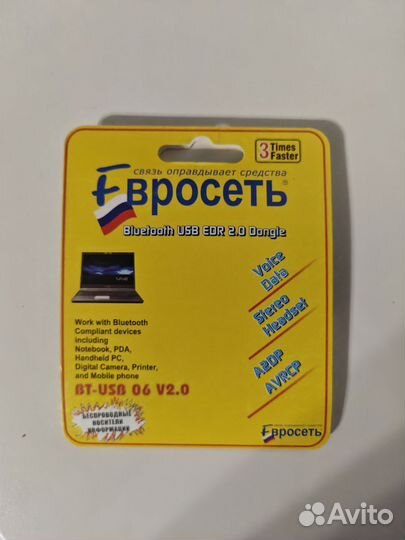 3 Times
Faster
связь оправдывает средства
Евросеть®
Bluetooth USB EDR 2.0 Dongle
Voice
Data
Stereo
Headset
A2DP
AVRCP
Work with Bluetooth
Compliant devices
including
Notebook, PDA,
Handheld PC,
Digital Camera, Printer,
and Mobile phone
BT-USB 06 V2.0
БЕСПРОВОДНЫЕ
НОСИТЕЛИ
ИНФОРМАЦИИ
Евросеть
Avito